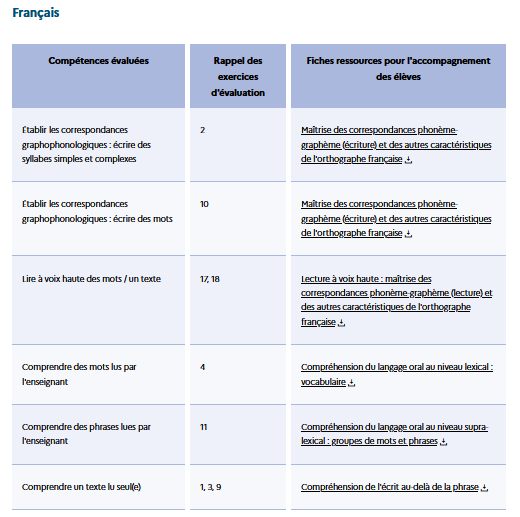 Français
Compétences évaluées
Rappel des
exercices
d'évaluation
Fiches ressources pour l'accompagnement
des élèves
Établir les correspondances
graphophonologiques : écrire des
syllabes simples et complexes
2
Maîtrise des correspondances phonème-
graphème (écriture) et des autres caractéristiques
de l'orthographe française
Établir les correspondances
graphophonologiques : écrire des mots
10
Maîtrise des correspondances phonème-
graphème (écriture) et des autres caractéristiques
de l'orthographe française
Lire à voix haute des mots / un texte
17, 18
Lecture à voix haute : maîtrise des
correspondances phonème-graphème (lecture) et
des autres caractéristiques de l'orthographe
française
Comprendre des mots lus par
l'enseignant
4
Compréhension du langage oral au niveau lexical :
vocabulaire
Comprendre des phrases lues par
l'enseignant
11
Compréhension du langage oral au niveau supra-
lexical : groupes de mots et phrases
Comprendre un texte lu seul(e)
1, 3, 9
Compréhension de l'écrit au-delà de la phrase